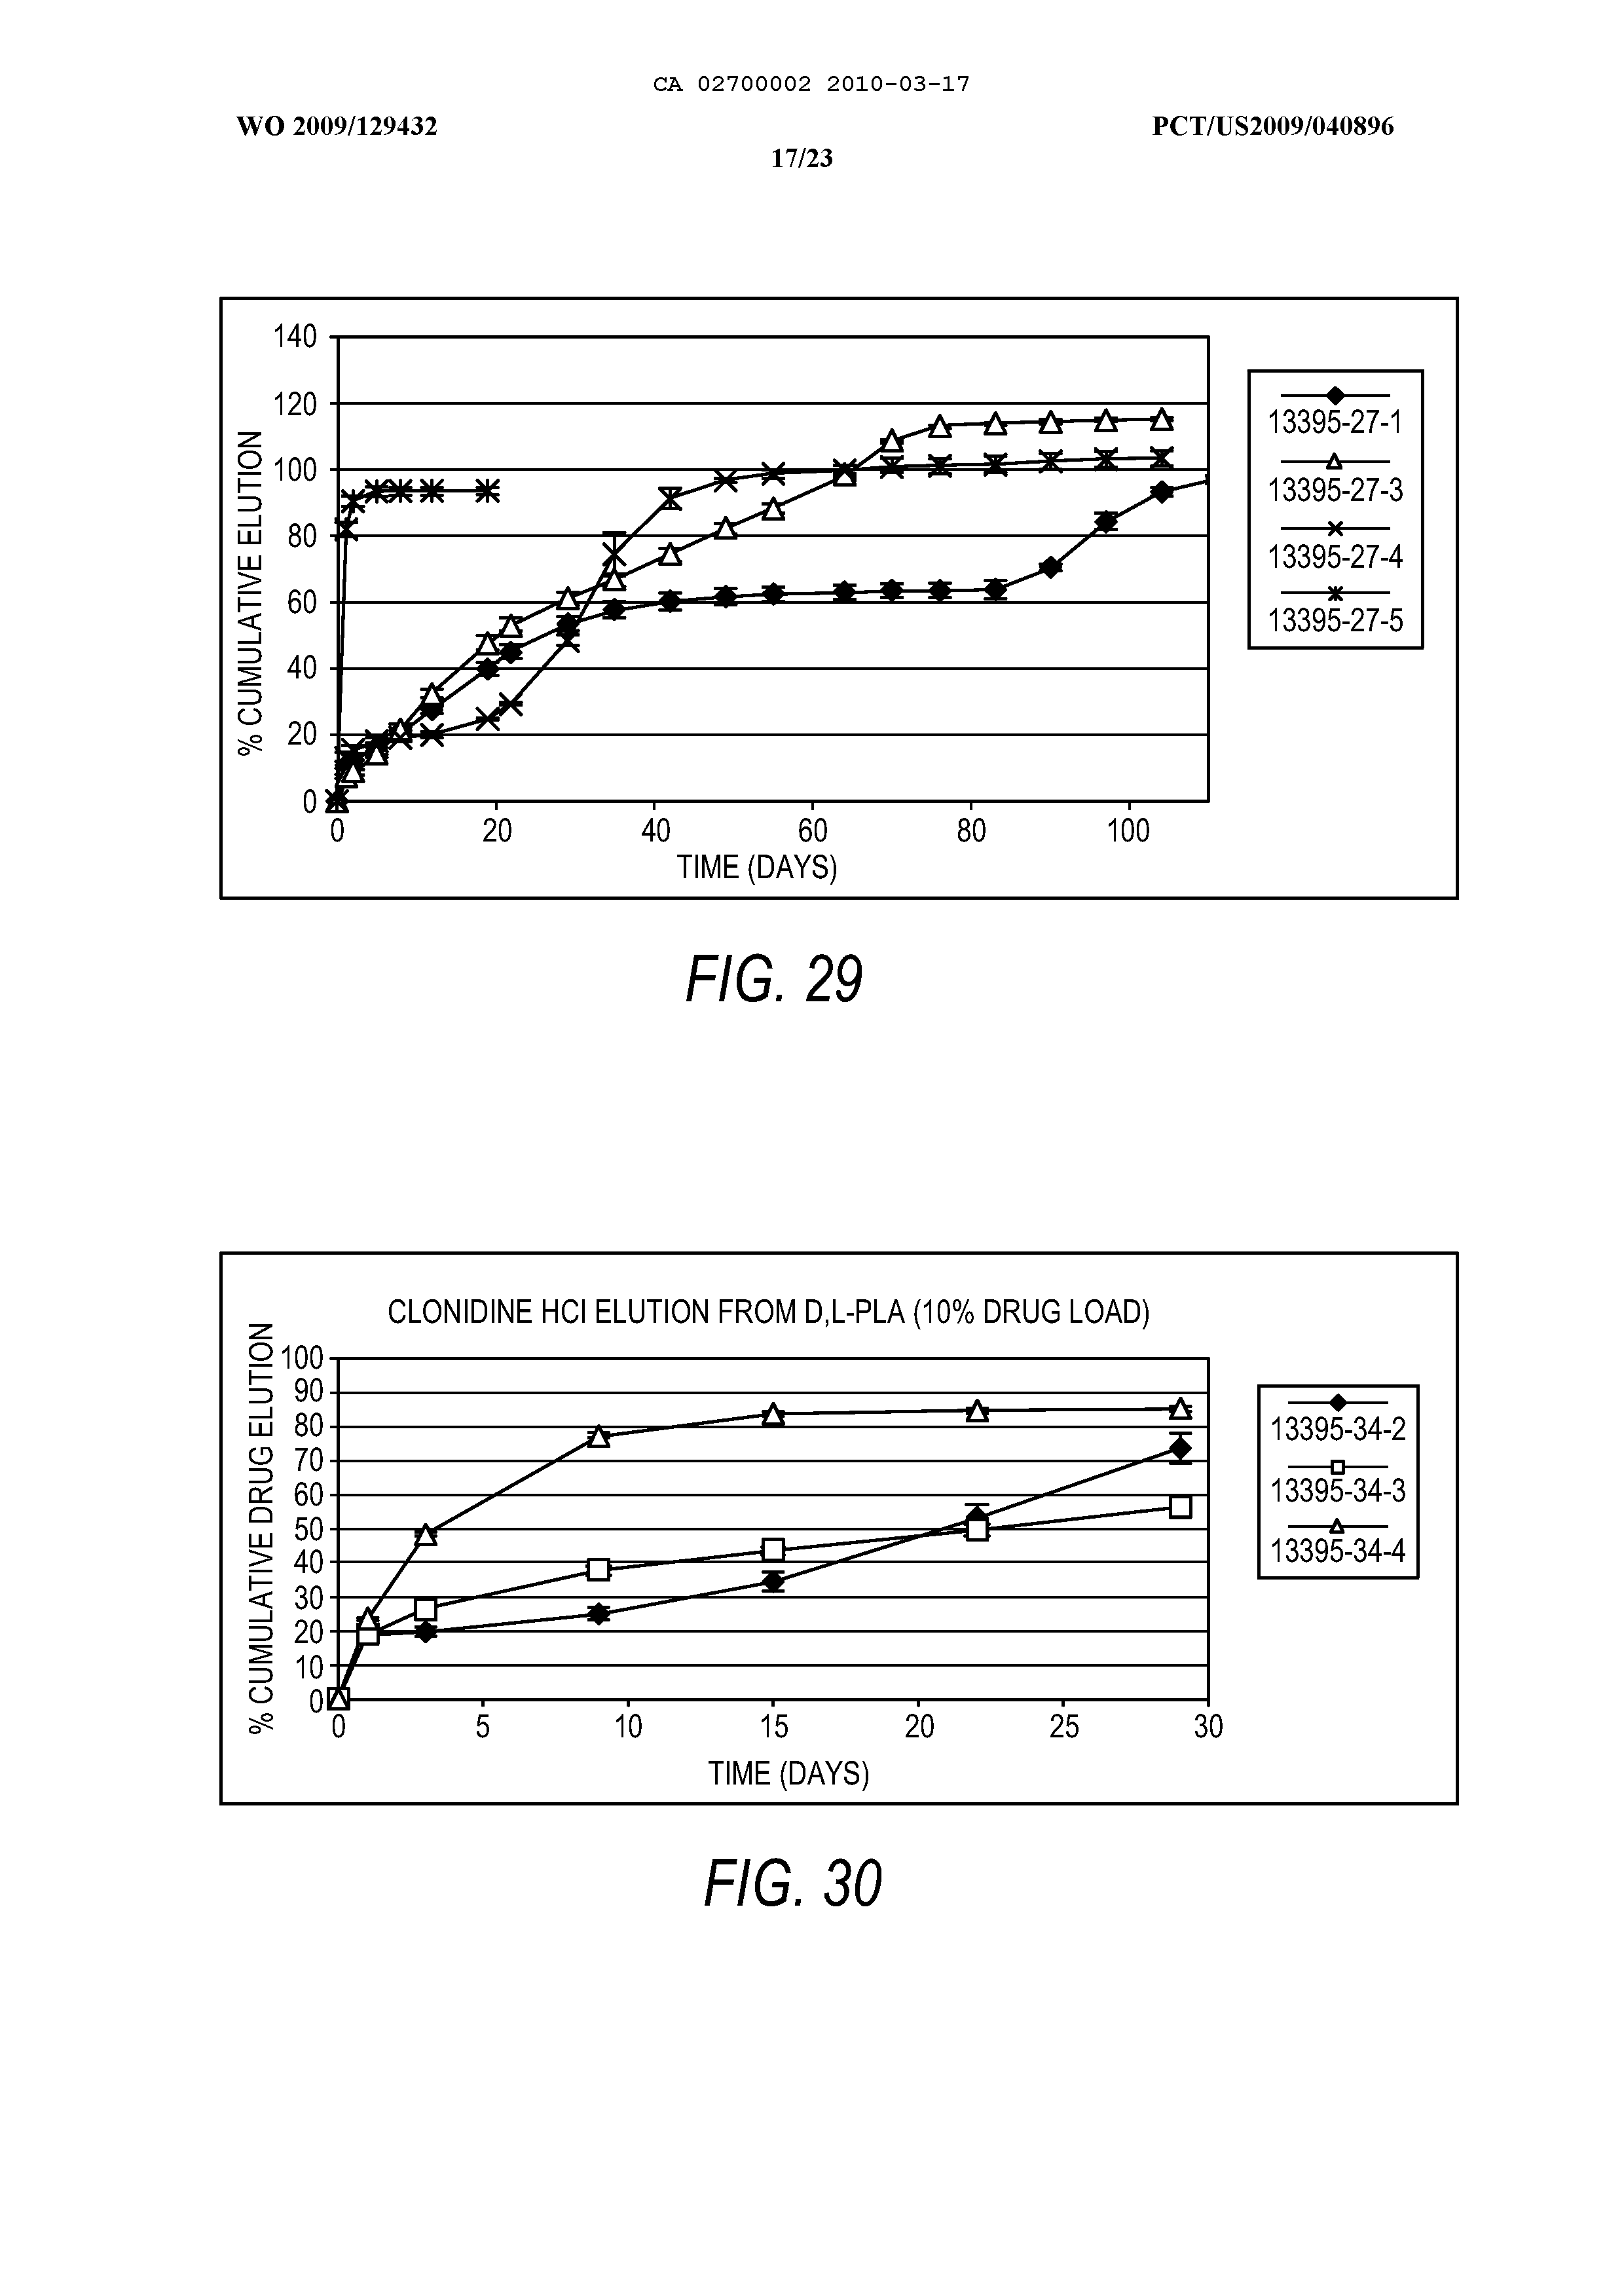 CA 02700002 2010-03-17
WO 2009/129432
PCT/US2009/040896
17/23
140
120
100
80
60
40
20
0
% CUMULATIVE ELUTION
0 20 40 60 80 100
TIME (DAYS)
13395-27-1
13395-27-3
13395-27-4
13395-27-5
FIG. 29
CLONIDINE HCl ELUTION FROM D,L-PLA (10% DRUG LOAD)
% CUMULATIVE DRUG ELUTION
100
90
80
70
60
50
40
30
20
10
0
0 5 10 15 20 25 30
TIME (DAYS)
13395-34-2
13395-34-3
13395-34-4
FIG. 30